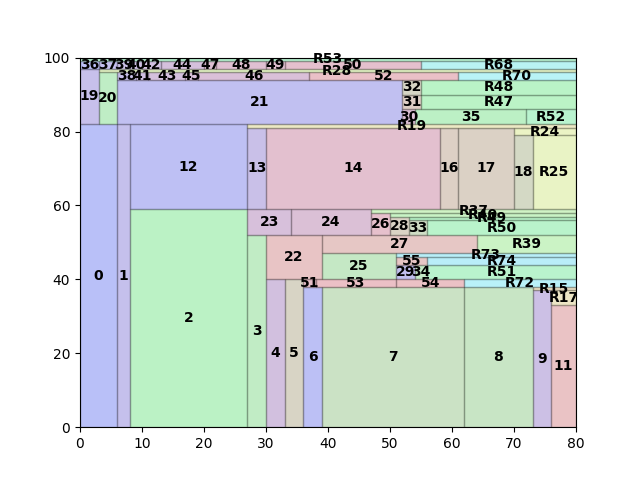 100
R53
36 37 39 40 42 44 47 48 49 50 R68
R28
38 41 43 45 46 52 R70
19 20 21 32 R48
31 R47
80
30 35 R52
R19 R24
12 13 14 16 17 18 R25
60
R37
R49
23 24 26 28 33 R50
27 R39
22 R73
25 55 R74
40
0 1 29 34 R51
51 53 54 R72
R15
R17
2 3 4 5 6 7 8 9 11
20
0
0 10 20 30 40 50 60 70 80